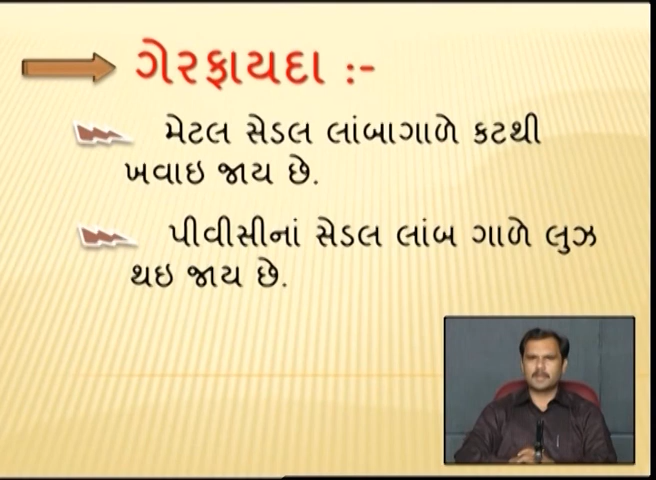 ગેરફાયદા :-
મેટલ સેડલ લાંબાગાળે કટથી
ખવાઇ જાય છે.
પીવીસીનાં સેડલ લાંબ ગાળે લુઝ
થઇ જાય છે.